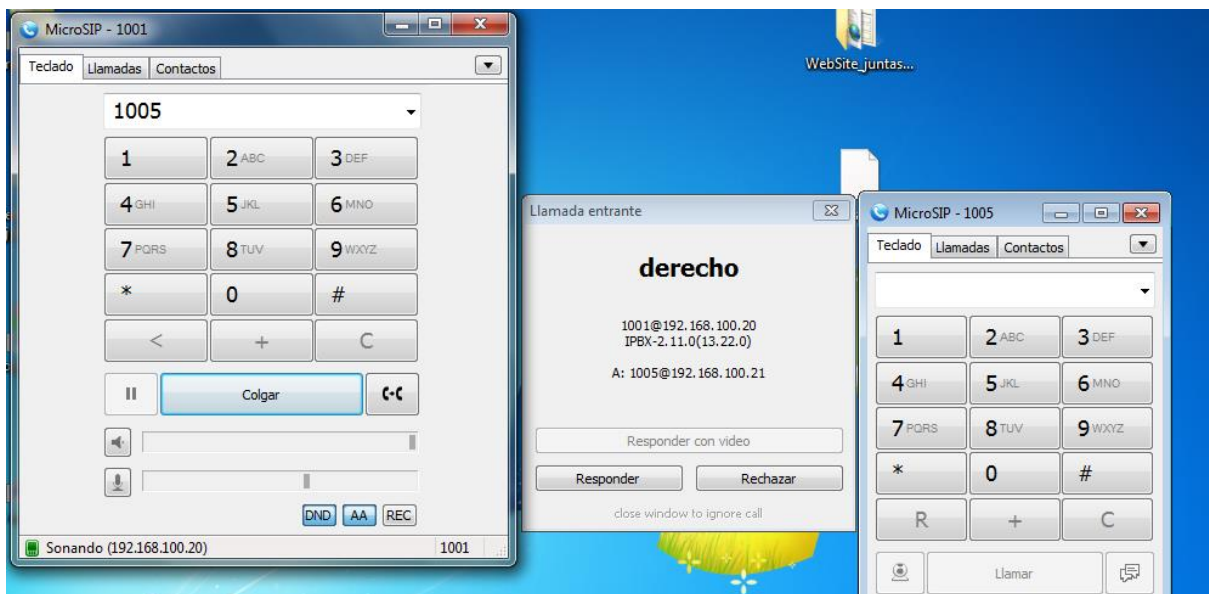 MicroSIP - 1001
Teclado Llamadas Contactos
1005
1 2 ABC 3 DEF
4 GHI 5 JKL 6 MNO
7 PQRS 8 TUV 9 WXYZ
* 0 #
< + C
Colgar
DND AA REC
Sonando (192.168.100.20) 1001
WebSite_juntas...
Llamada entrante
derecho
1001@192.168.100.20
IPBX-2.11.0(13.22.0)
A: 1005@192.168.100.21
Responder con video
Responder Rechazar
close window to ignore call
MicroSIP - 1005
Teclado Llamadas Contactos
1 2 ABC 3 DEF
4 GHI 5 JKL 6 MNO
7 PQRS 8 TUV 9 WXYZ
* 0 #
R + C
Llamar